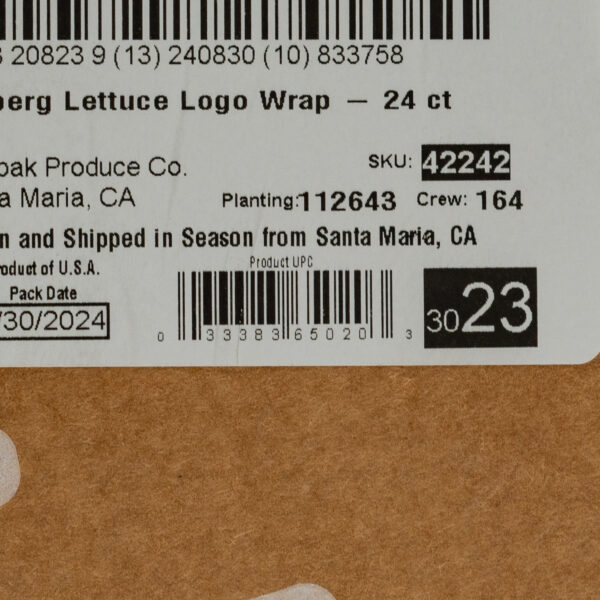 20823 9 (13) 240830 (10) 833758
berg Lettuce Logo Wrap — 24 ct
pak Produce Co.
SKU: 42242
a Maria, CA
Planting: 112643 Crew: 164
n and Shipped in Season from Santa Maria, CA
oduct of U.S.A.
Product UPC
Pack Date
/30/2024
0 33383 65020 3
3023